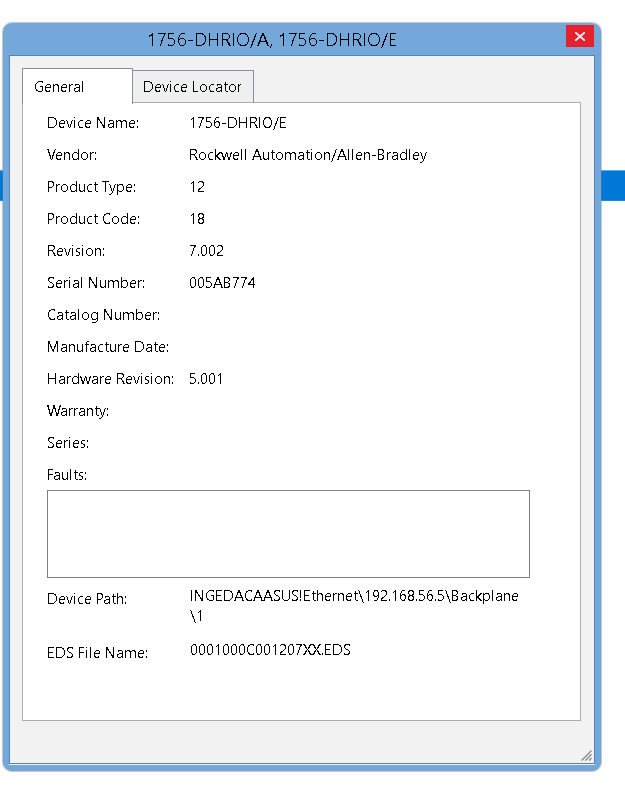 1756-DHRIO/A, 1756-DHRIO/E
General
Device Locator
Device Name: 1756-DHRIO/E
Vendor: Rockwell Automation/Allen-Bradley
Product Type: 12
Product Code: 18
Revision: 7.002
Serial Number: 005AB774
Catalog Number:
Manufacture Date:
Hardware Revision: 5.001
Warranty:
Series:
Faults:
Device Path: INGEDACAASUS!Ethernet\192.168.56.5\Backplane
\1
EDS File Name: 0001000C001207XX.EDS